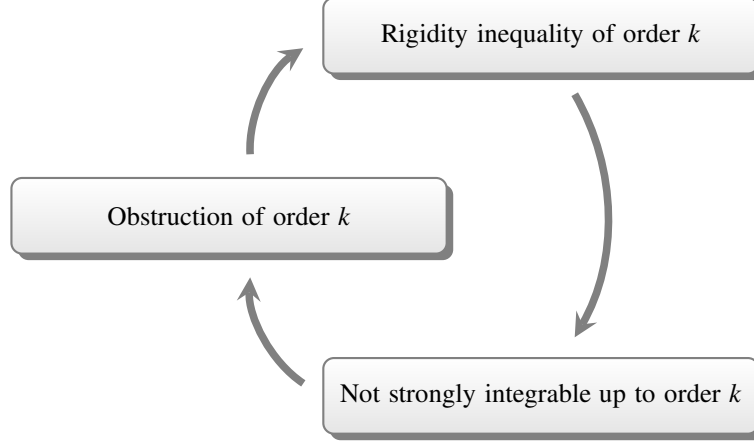 Rigidity inequality of order k
Obstruction of order k
Not strongly integrable up to order k